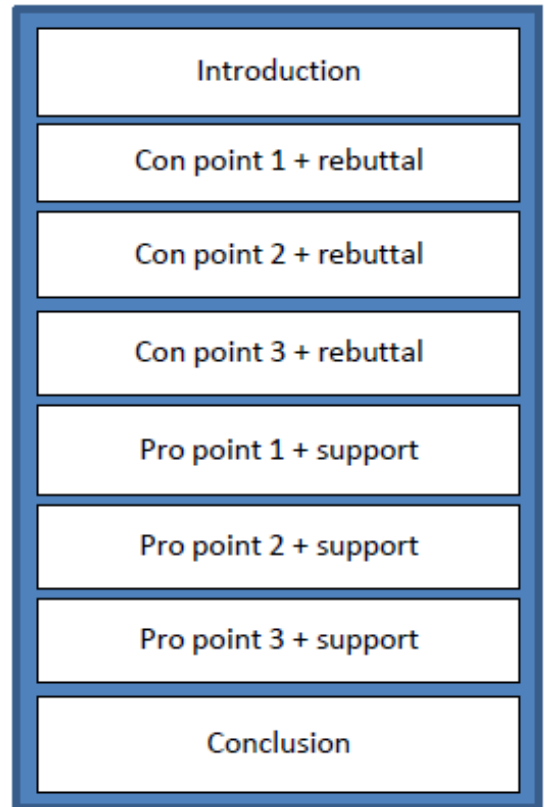 Introduction
Con point 1 + rebuttal
Con point 2 + rebuttal
Con point 3 + rebuttal
Pro point 1 + support
Pro point 2 + support
Pro point 3 + support
Conclusion